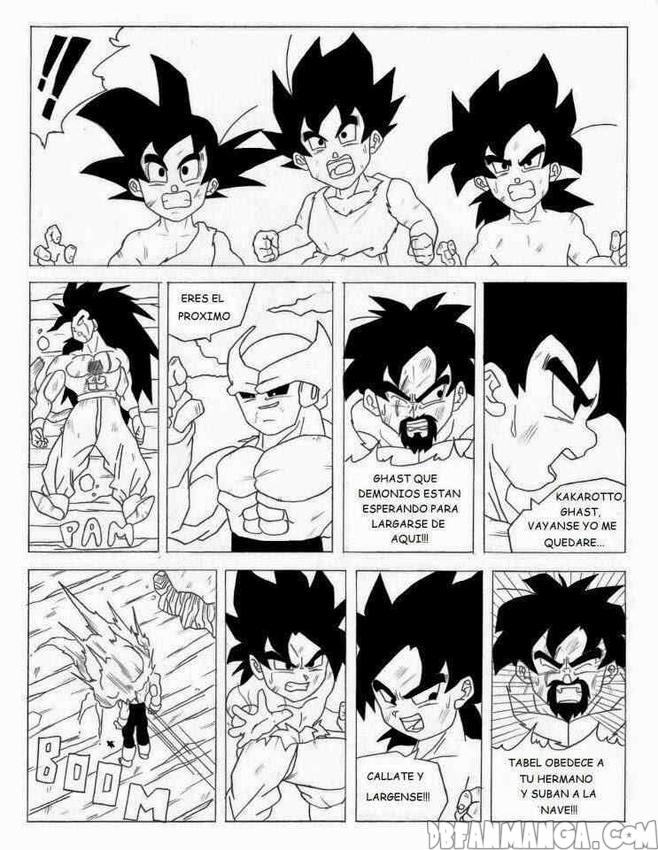 !!
ERES EL
PROXIMO
GHAST QUE
DEMONIOS ESTAN
ESPERANDO PARA
LARGARSE DE
AQUI!!!
KAKAROTTO,
GHAST,
VAYANSE YO ME
QUEDARE...
PAM
BOOM
CALLATE Y
LARGENSE!!!
TABEL OBEDECE A
TU HERMANO
Y SUBAN A LA
NAVE!!!
DBFANMANGA.COM